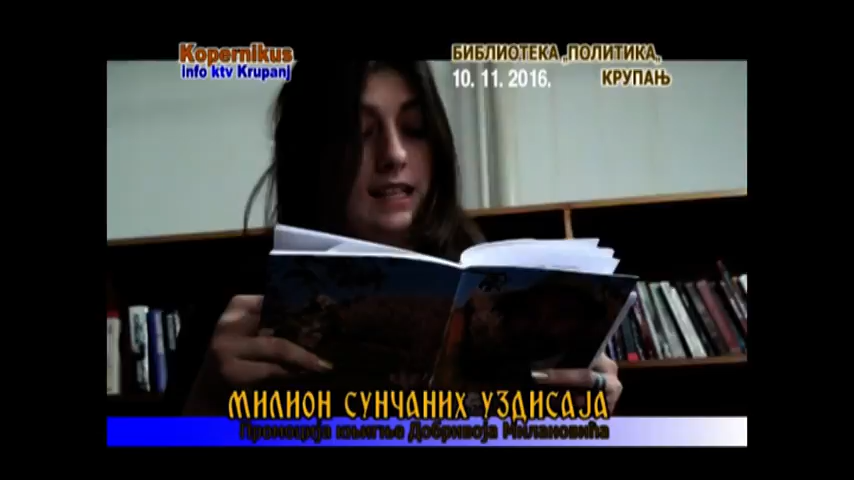 Kopernikus
Info ktv Krupanj
БИБЛИОТЕКА „ПОЛИТИКА„
10. 11. 2016. КРУПАЊ
МИЛИОН СУНЧАНИХ УЗДИСАЈА
Промоција књиге Добривоја Милановића